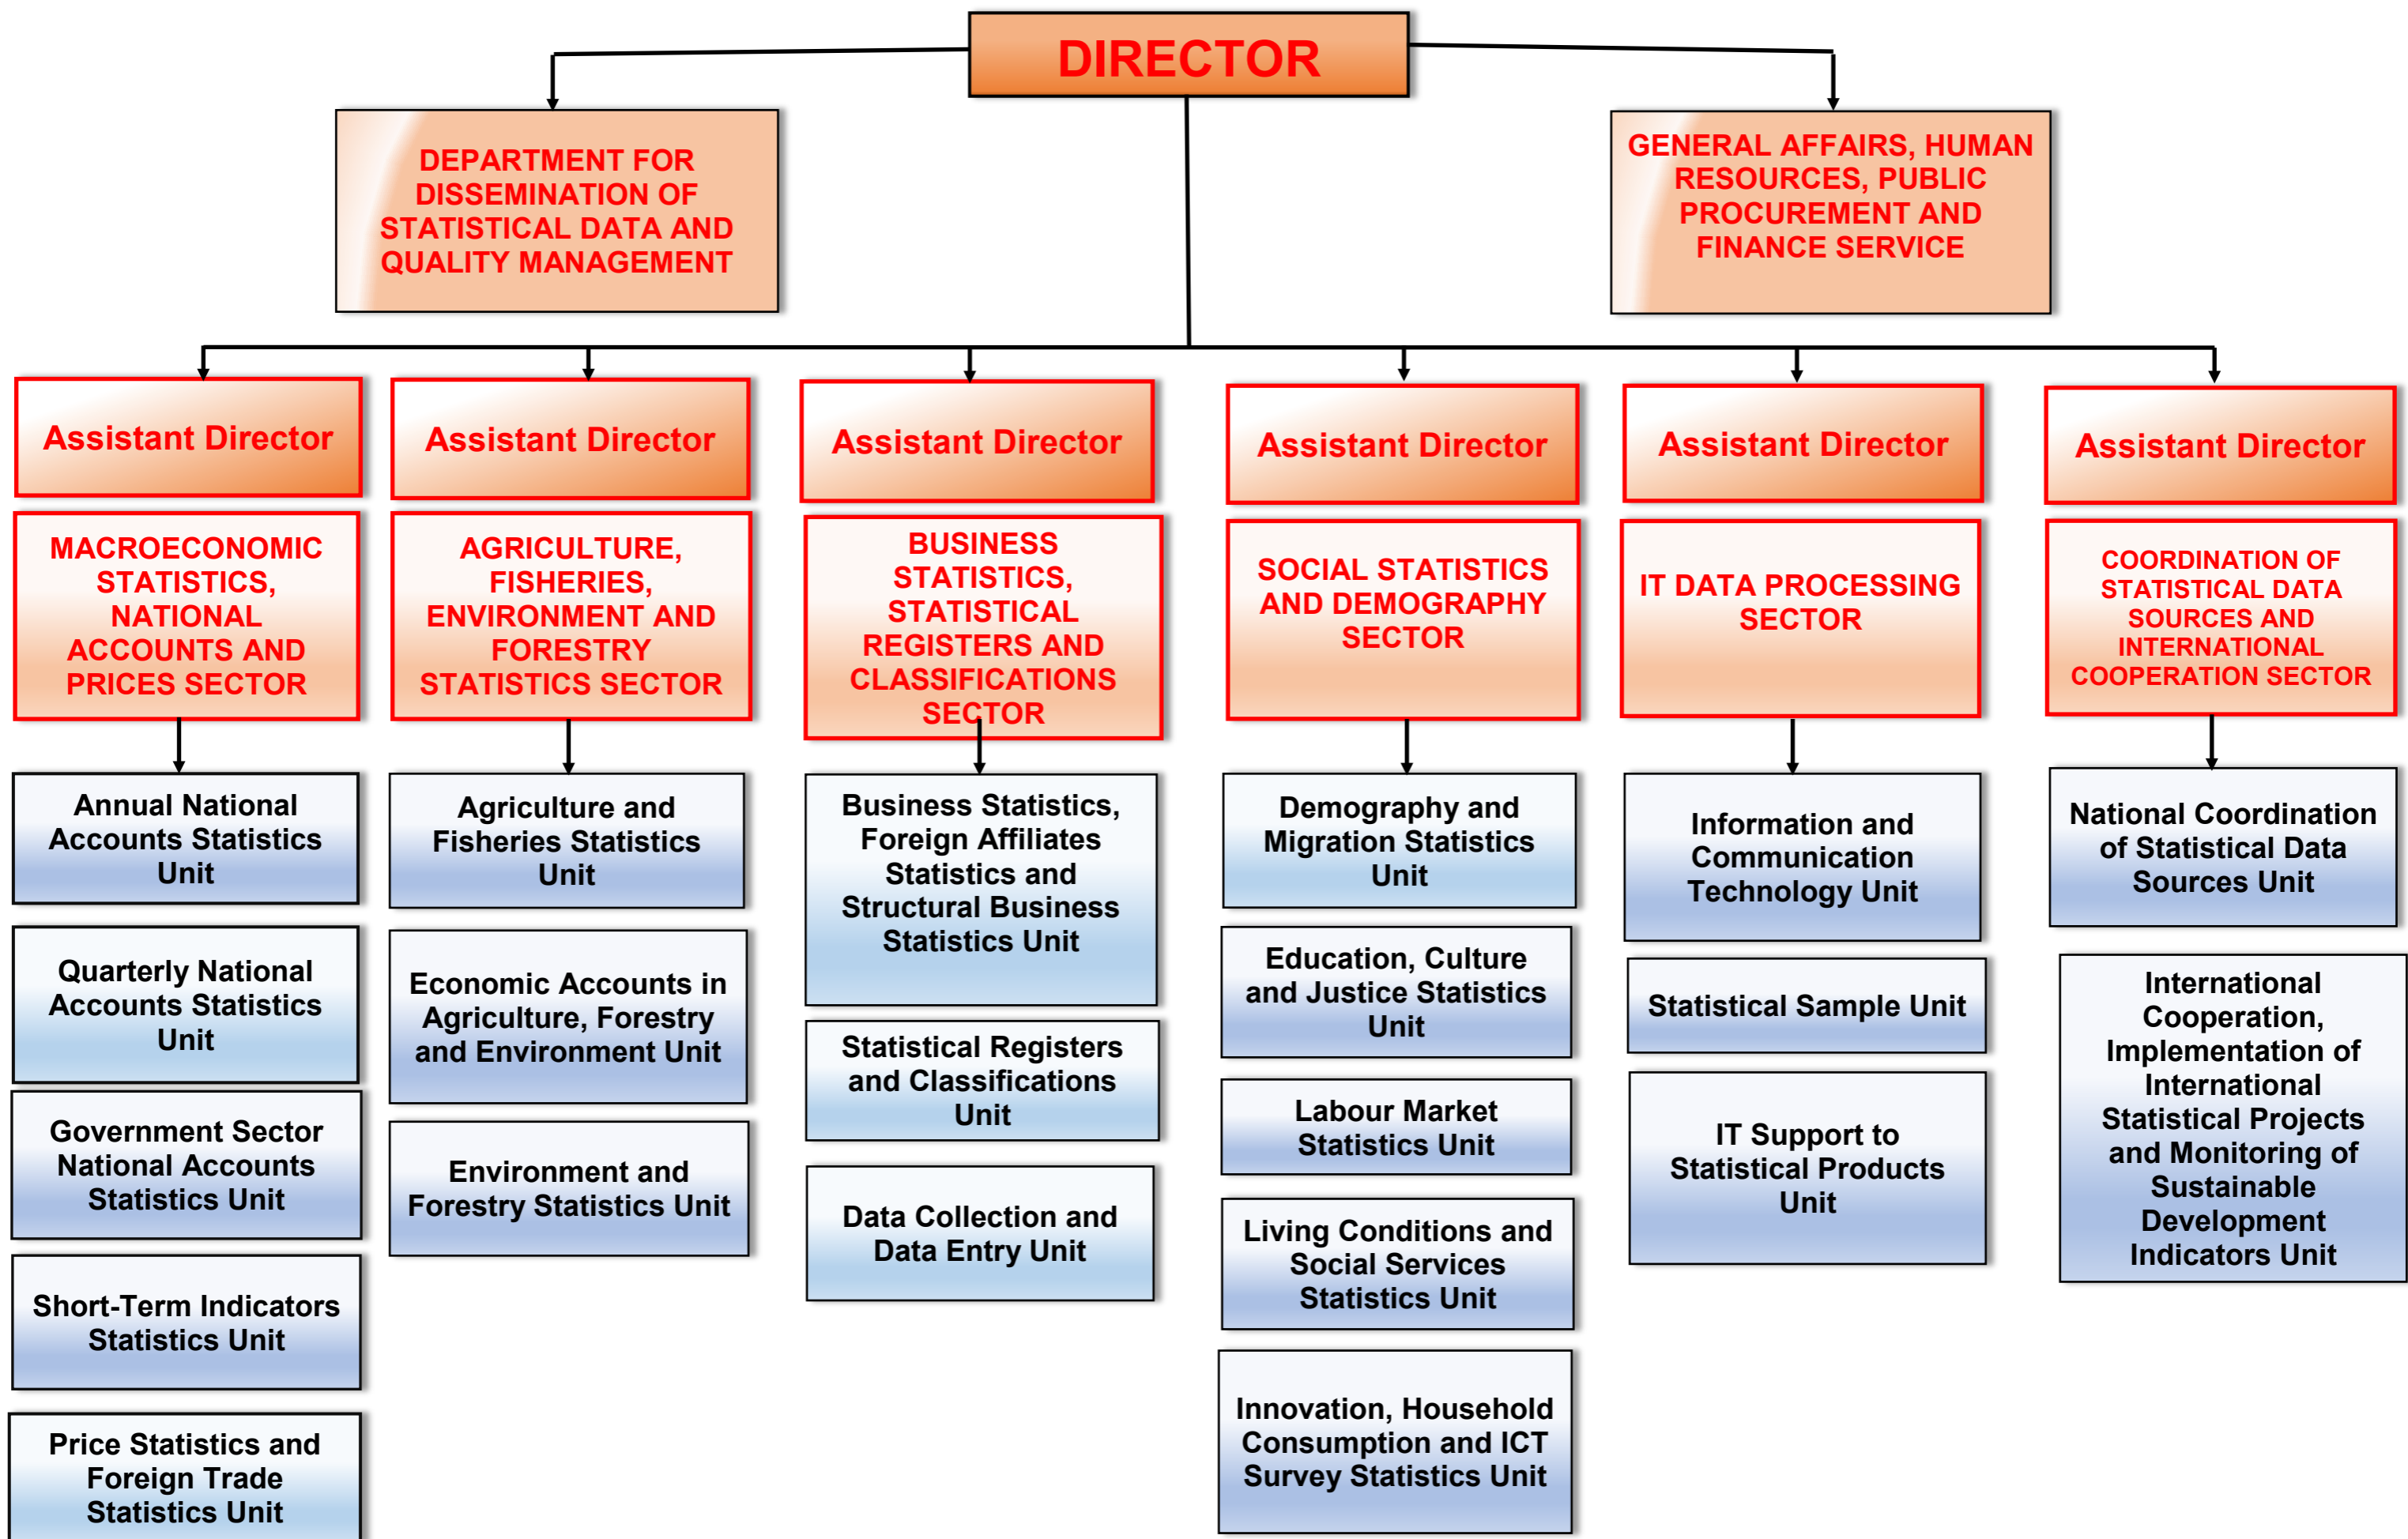 DIRECTOR
DEPARTMENT FOR
DISSEMINATION OF
STATISTICAL DATA AND
QUALITY MANAGEMENT
GENERAL AFFAIRS, HUMAN
RESOURCES, PUBLIC
PROCUREMENT AND
FINANCE SERVICE
Assistant Director
MACROECONOMIC
STATISTICS,
NATIONAL
ACCOUNTS AND
PRICES SECTOR
Annual National
Accounts Statistics
Unit
Quarterly National
Accounts Statistics
Unit
Government Sector
National Accounts
Statistics Unit
Short-Term Indicators
Statistics Unit
Price Statistics and
Foreign Trade
Statistics Unit
Assistant Director
AGRICULTURE,
FISHERIES,
ENVIRONMENT AND
FORESTRY
STATISTICS SECTOR
Agriculture and
Fisheries Statistics
Unit
Economic Accounts in
Agriculture, Forestry
and Environment Unit
Environment and
Forestry Statistics Unit
Assistant Director
BUSINESS
STATISTICS,
STATISTICAL
REGISTERS AND
CLASSIFICATIONS
SECTOR
Business Statistics,
Foreign Affiliates
Statistics and
Structural Business
Statistics Unit
Statistical Registers
and Classifications
Unit
Data Collection and
Data Entry Unit
Assistant Director
SOCIAL STATISTICS
AND DEMOGRAPHY
SECTOR
Demography and
Migration Statistics
Unit
Education, Culture
and Justice Statistics
Unit
Labour Market
Statistics Unit
Living Conditions and
Social Services
Statistics Unit
Innovation, Household
Consumption and ICT
Survey Statistics Unit
Assistant Director
IT DATA PROCESSING
SECTOR
Information and
Communication
Technology Unit
Statistical Sample Unit
IT Support to
Statistical Products
Unit
Assistant Director
COORDINATION OF
STATISTICAL DATA
SOURCES AND
INTERNATIONAL
COOPERATION SECTOR
National Coordination
of Statistical Data
Sources Unit
International
Cooperation,
Implementation of
International
Statistical Projects
and Monitoring of
Sustainable
Development
Indicators Unit